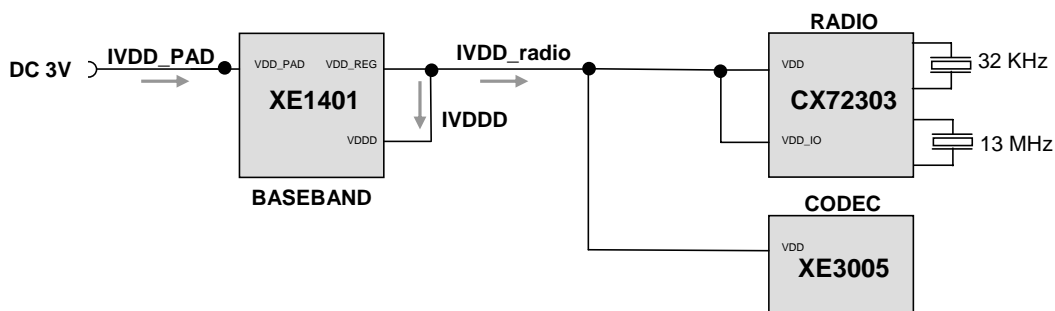 RADIO
IVDD_PAD
IVDD_radio
DC 3V
VDD_PAD
VDD_REG
VDD
32 KHz
XE1401
CX72303
IVDDD
VDDD
VDD_IO
13 MHz
BASEBAND
CODEC
VDD
XE3005